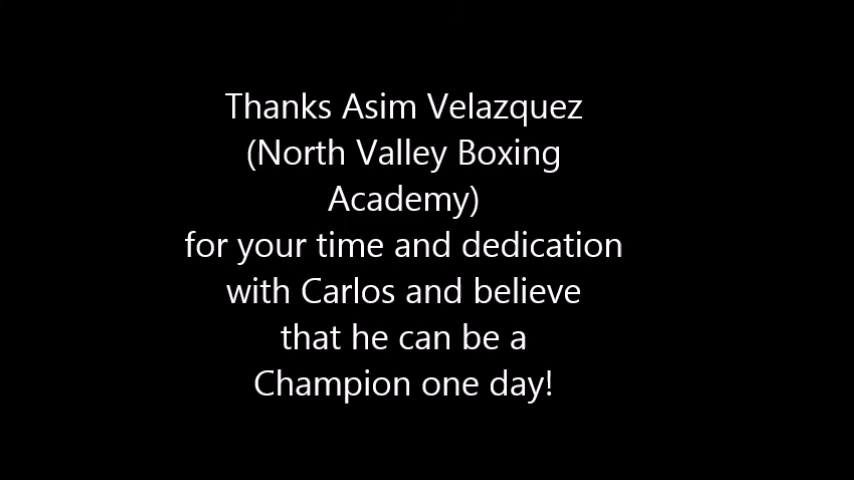 Thanks Asim Velazquez
(North Valley Boxing
Academy)
for your time and dedication
with Carlos and believe
that he can be a
Champion one day!